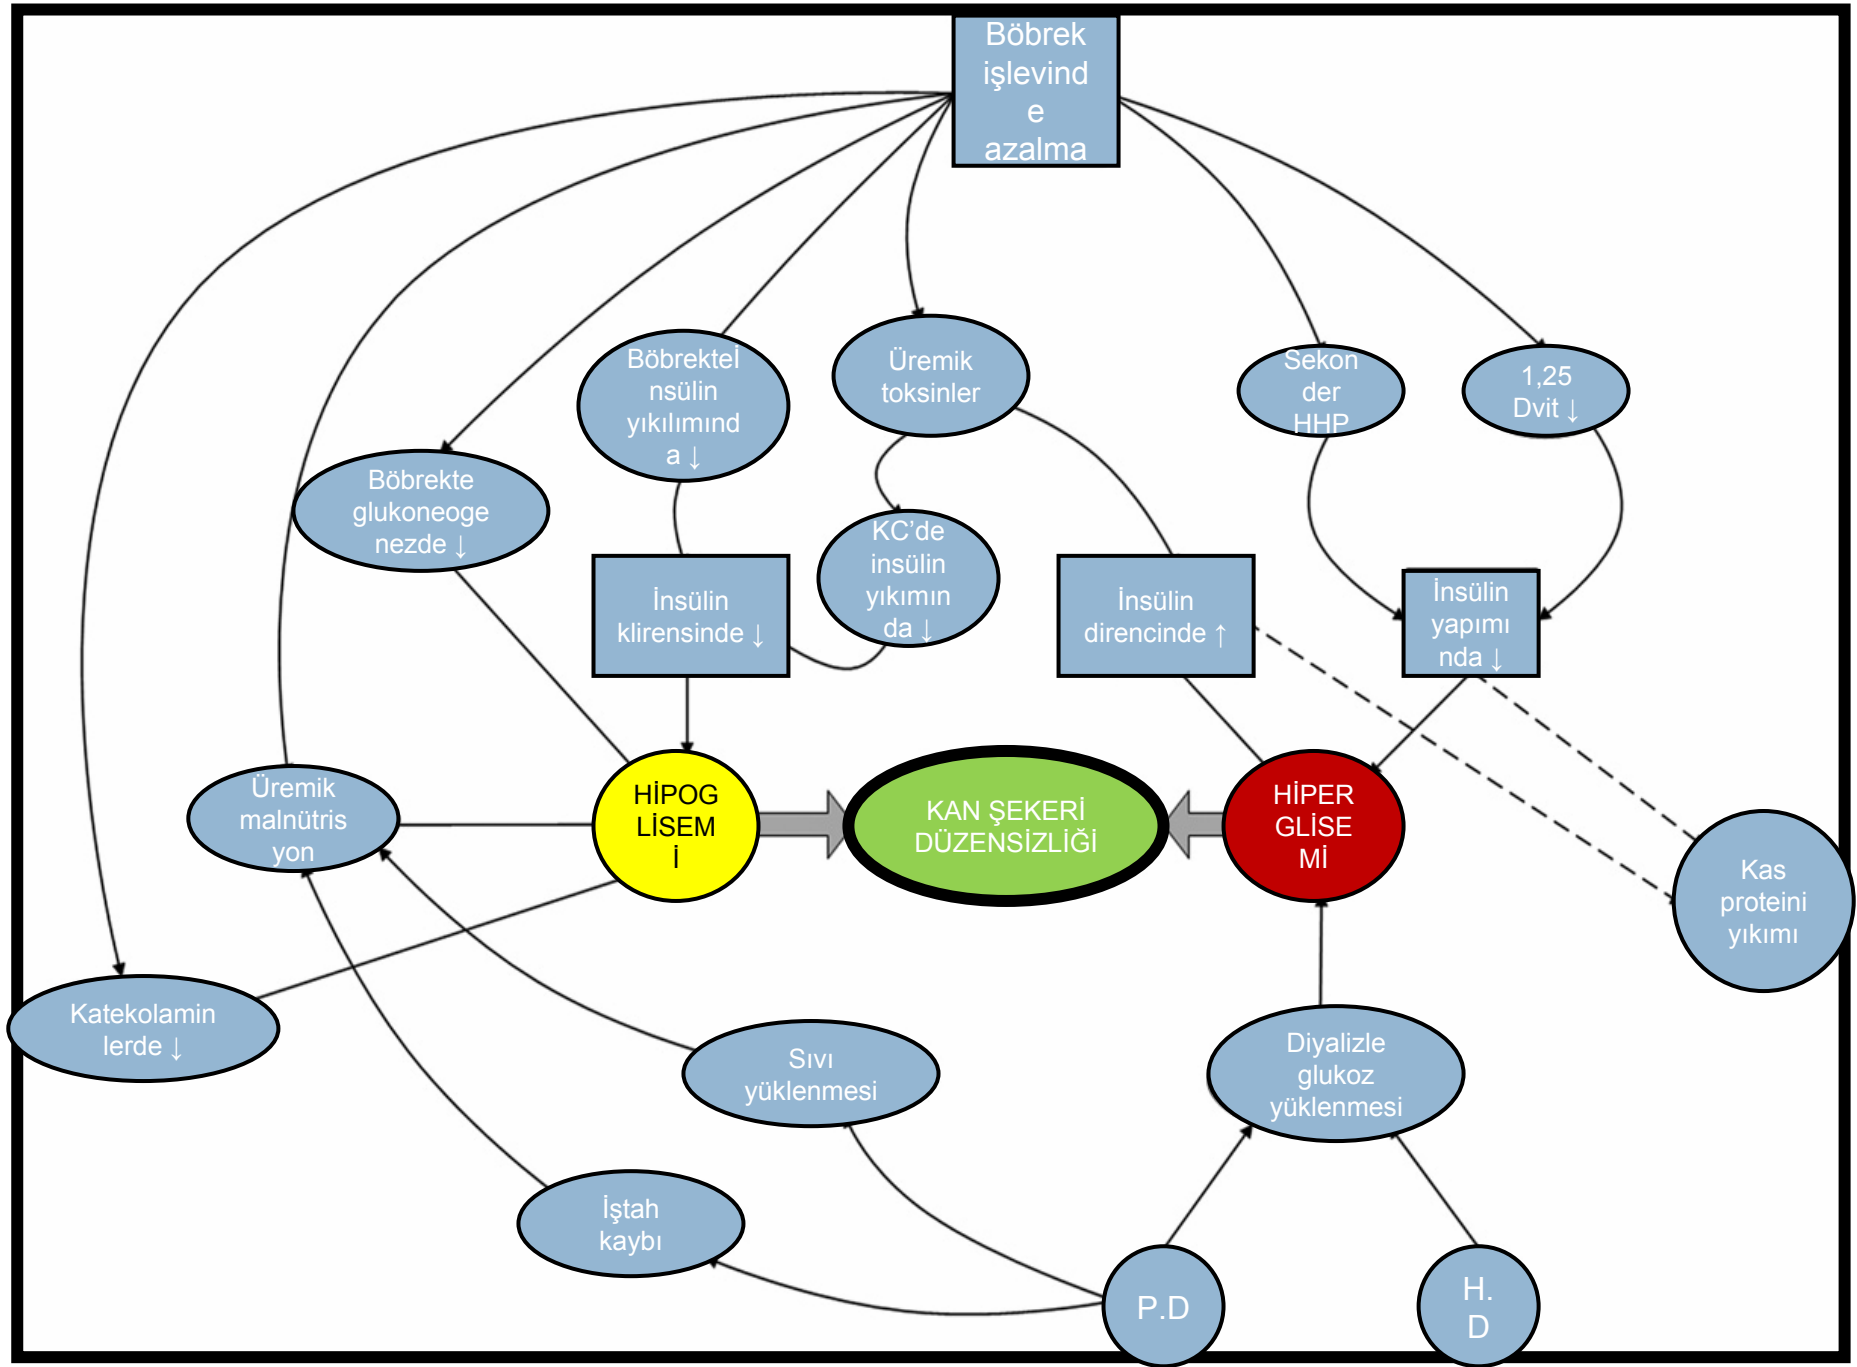 Böbrek
işlevind
e
azalma
Böbrekteİ
nsülin
yıkılımınd
a ↓
Üremik
toksinler
Sekon
der
HHP
1,25
Dvit ↓
Böbrekte
glukoneoge
nezde ↓
KC’de
insülin
yıkımın
da ↓
İnsülin
klirensinde ↓
İnsülin
direncinde ↑
İnsülin
yapımı
nda ↓
Üremik
malnütris
yon
HİPOG
LİSEM
İ
KAN ŞEKERİ
DÜZENSİZLİĞİ
HİPER
GLİSE
Mİ
Kas
proteini
yıkımı
Katekolamin
lerde ↓
Sıvı
yüklenmesi
Diyalizle
glukoz
yüklenmesi
İştah
kaybı
P.D
H.
D